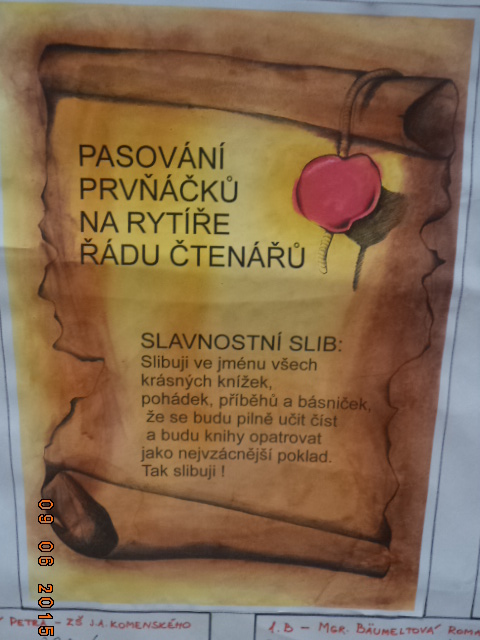 PASOVÁNÍ
PRVŇÁČKŮ
NA RYTÍŘE
ŘÁDU ČTENÁŘŮ
SLAVNOSTNÍ SLIB:
Slibuji ve jménu všech
krásných knížek,
pohádek, příběhů a básniček,
že se budu pilně učit číst
a budu knihy opatrovat
jako nejvzácnější poklad.
Tak slibuji !
09 06 2015
PETRA - ZŠ J.A. KOMENSKÉHO
1.B - MGR. BÄUMELTOVÁ ROMA